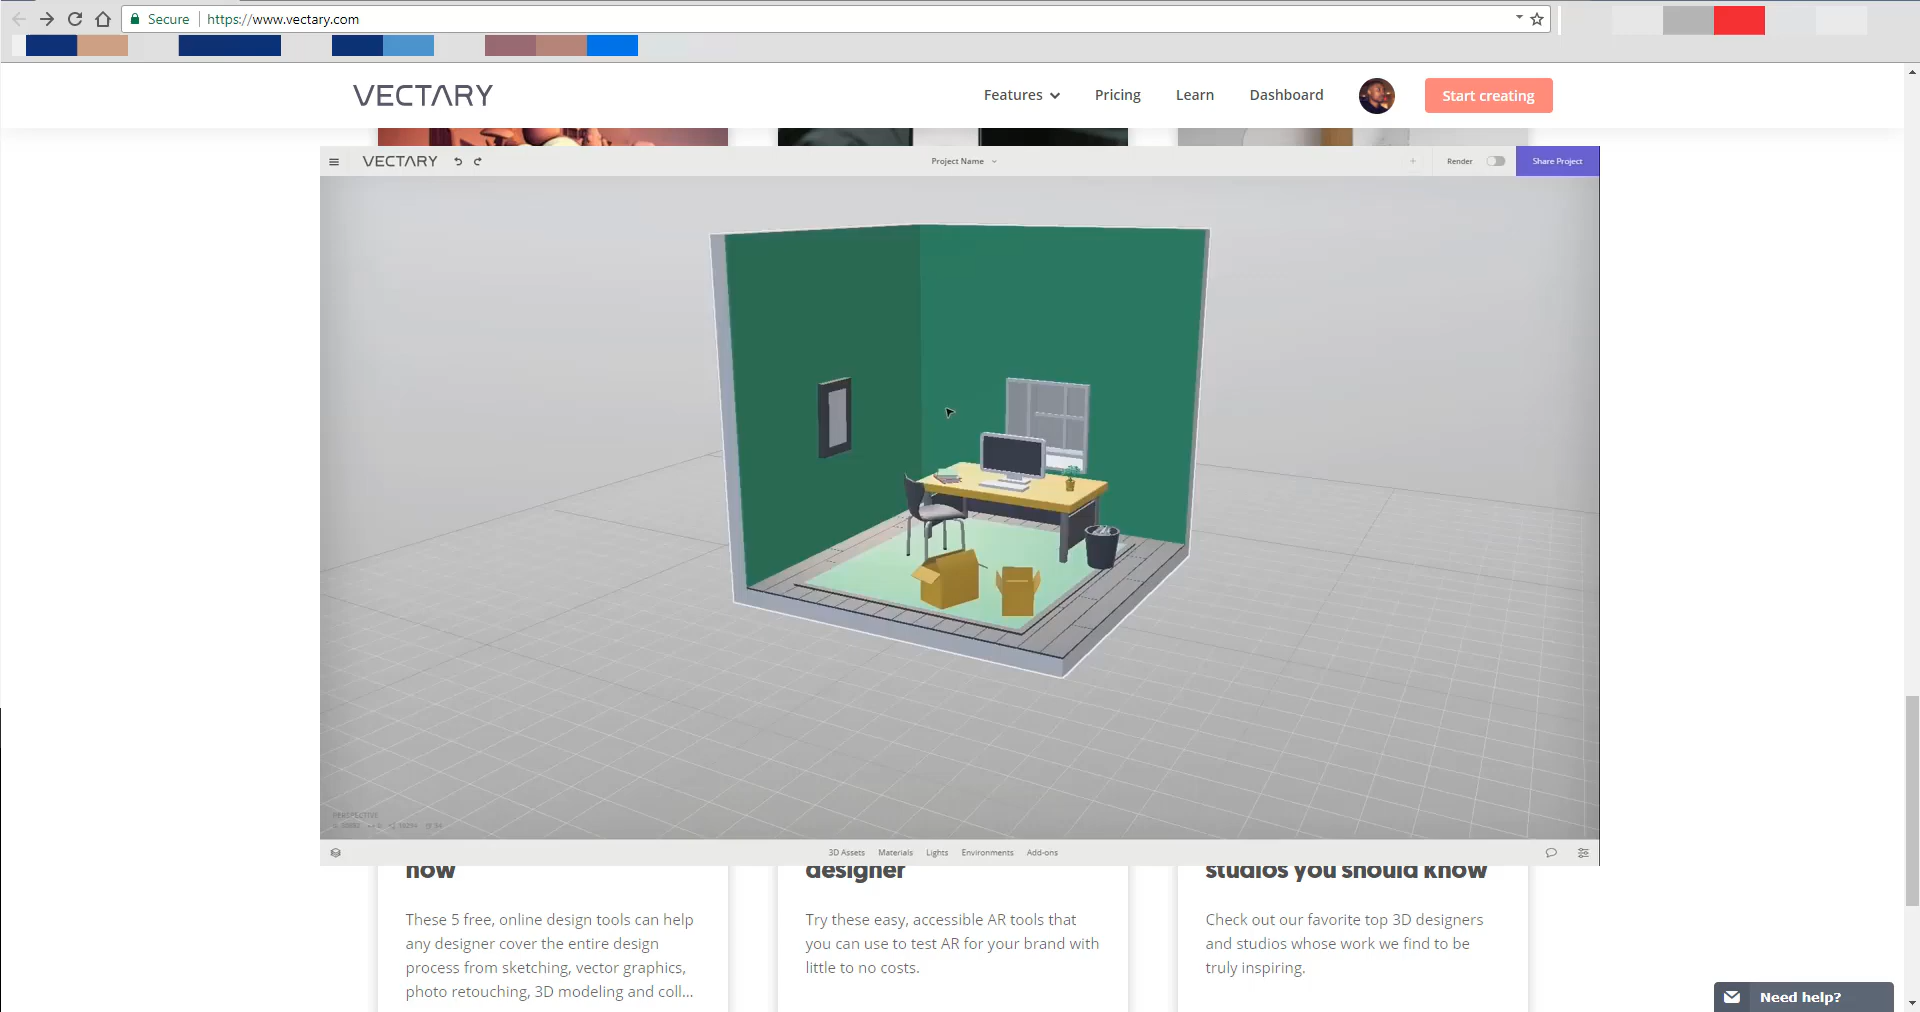 Secure https://www.vectary.com
VECTARY Features Pricing Learn Dashboard Start creating
VECTARY Project Name Render Share Project
PERSPECTIVE
3D Assets Materials Lights Environments Add-ons
now
designer
studios you should know
These 5 free, online design tools can help
any designer cover the entire design
process from sketching, vector graphics,
photo retouching, 3D modeling and coll...
Try these easy, accessible AR tools that
you can use to test AR for your brand with
little to no costs.
Check out our favorite top 3D designers
and studios whose work we find to be
truly inspiring.
Need help?